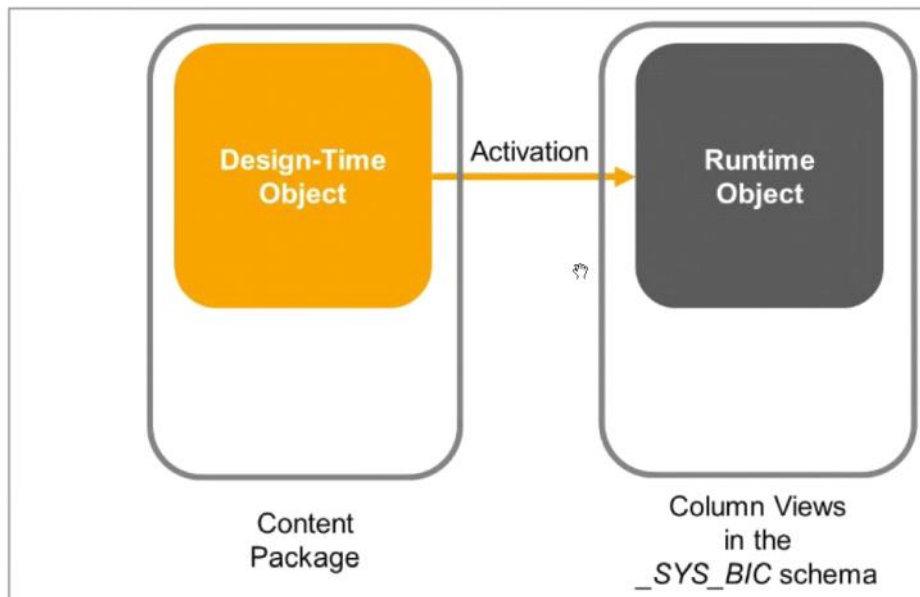 Design-Time
Object
Activation
Runtime
Object
Content
Package
Column Views
in the
_SYS_BIC schema